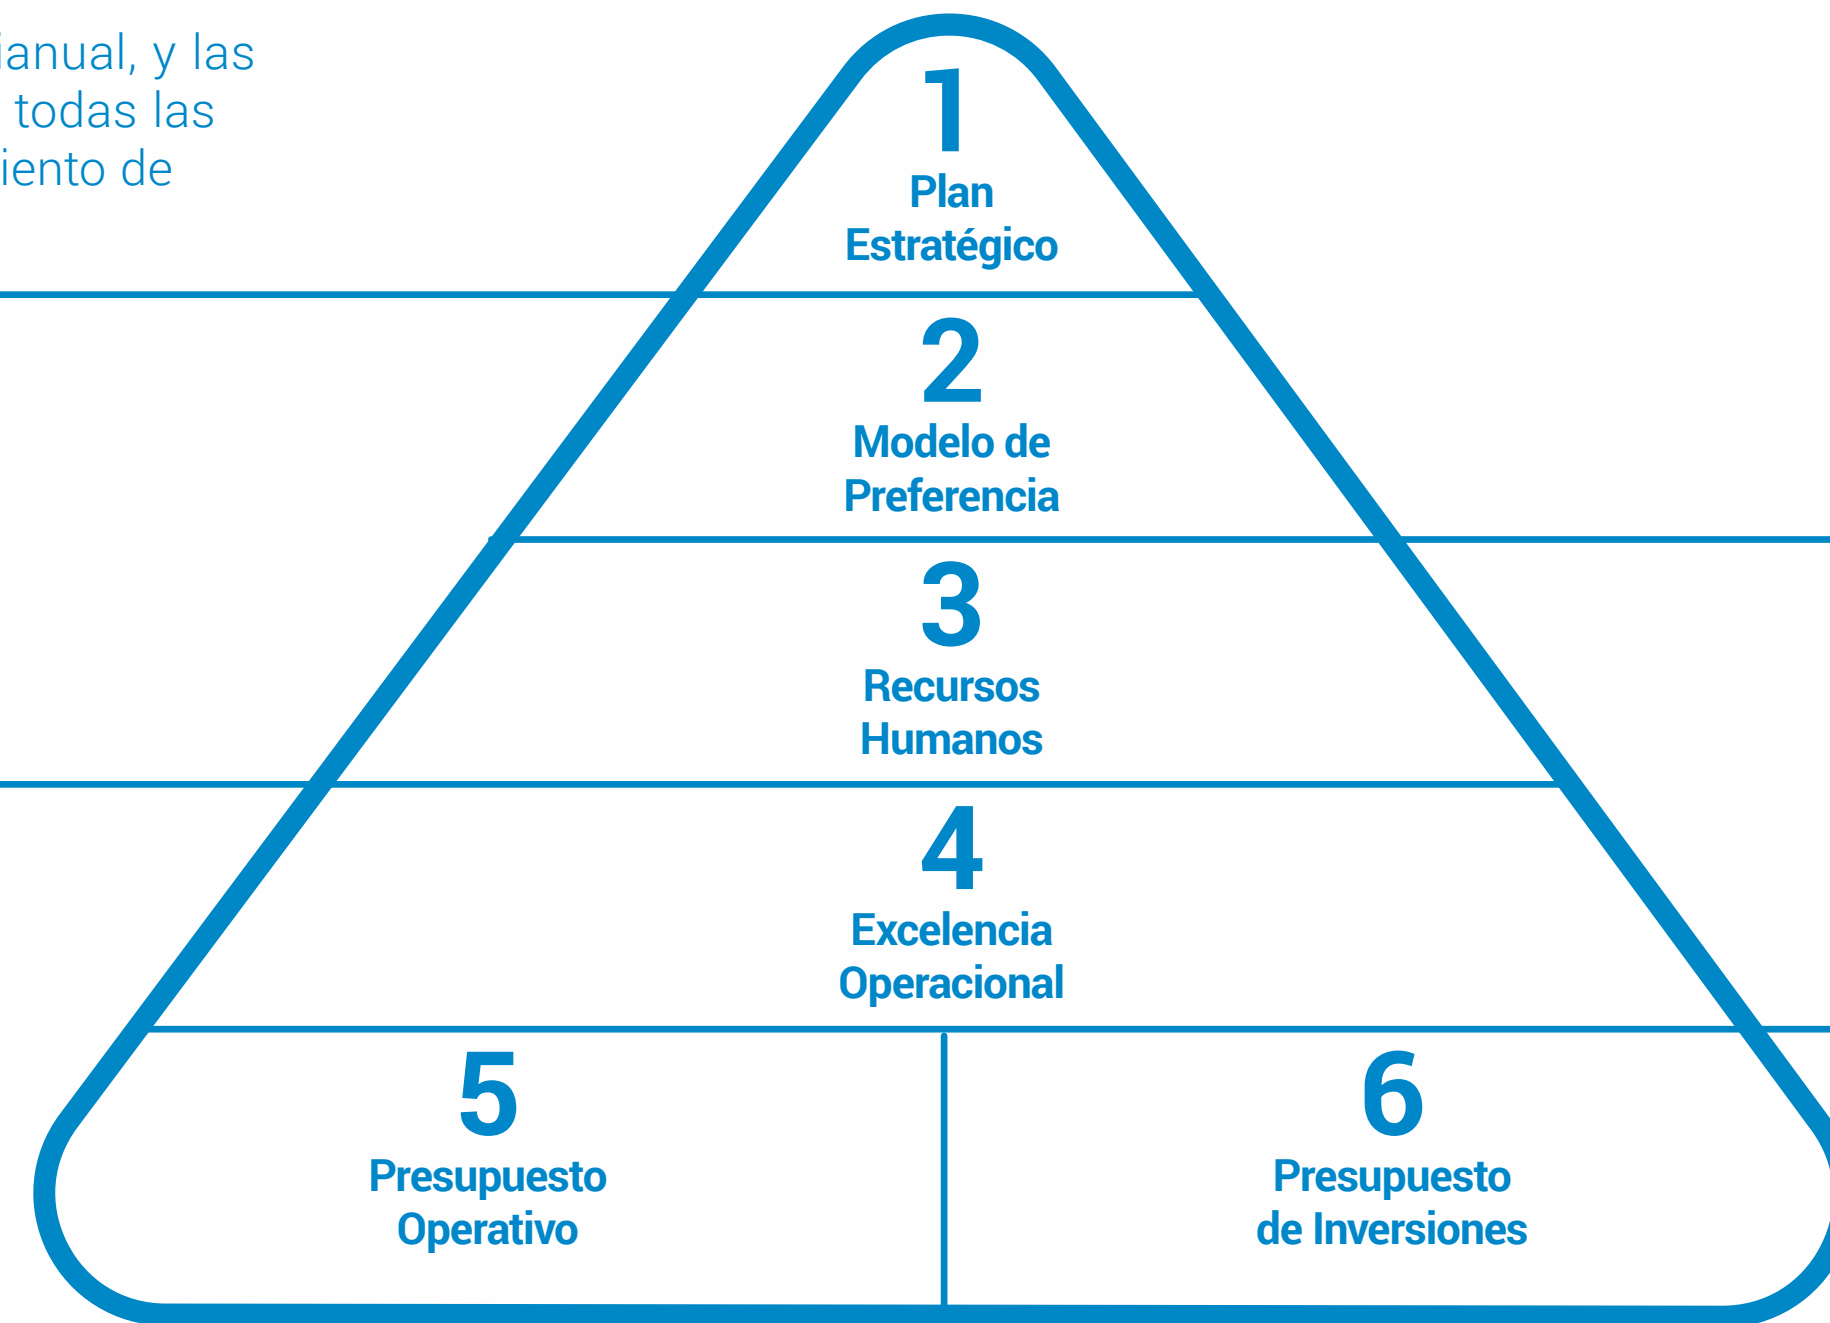 ianual, y las
todas las
iento de
1
Plan
Estratégico
2
Modelo de
Preferencia
3
Recursos
Humanos
4
Excelencia
Operacional
5
Presupuesto
Operativo
6
Presupuesto
de Inversiones